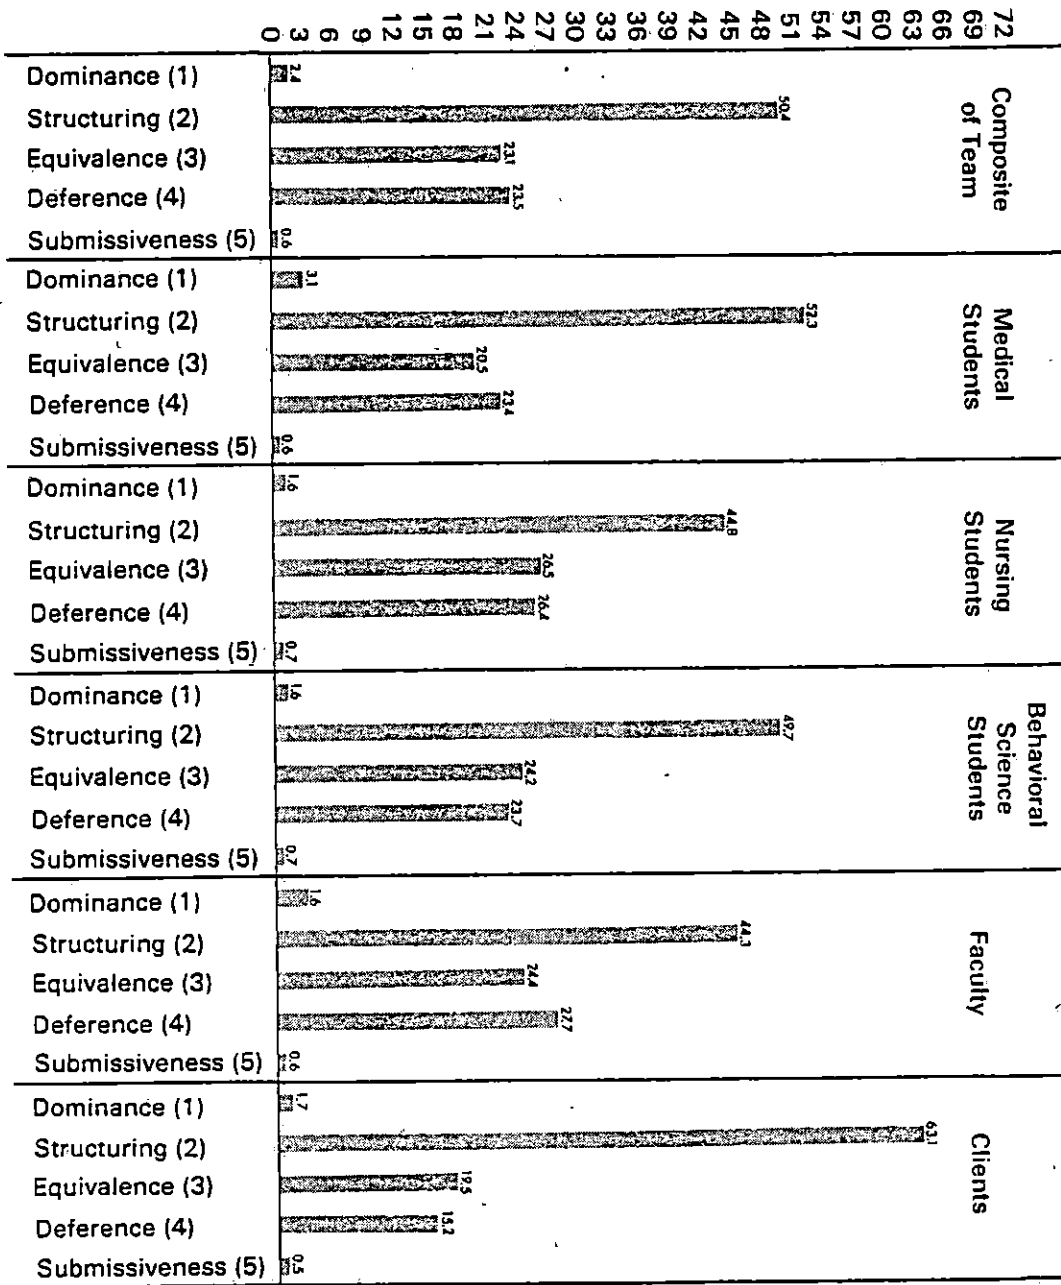 72
69
66
63
60
57
54
51
48
45
42
39
36
33
30
27
24
21
18
15
12
9
6
3
0
Composite
of Team
Dominance (1) 2.4
Structuring (2) 50.4
Equivalence (3) 23.1
Deference (4) 23.5
Submissiveness (5) 0.6
Medical
Students
Dominance (1) 3.1
Structuring (2) 52.3
Equivalence (3) 20.5
Deference (4) 23.4
Submissiveness (5) 0.6
Nursing
Students
Dominance (1) 1.6
Structuring (2) 44.8
Equivalence (3) 26.5
Deference (4) 26.4
Submissiveness (5) 0.7
Behavioral
Science
Students
Dominance (1) 1.6
Structuring (2) 49.7
Equivalence (3) 24.2
Deference (4) 23.7
Submissiveness (5) 0.7
Faculty
Dominance (1) 1.6
Structuring (2) 44.3
Equivalence (3) 24.4
Deference (4) 27.7
Submissiveness (5) 0.6
Clients
Dominance (1) 1.7
Structuring (2) 63.1
Equivalence (3) 19.5
Deference (4) 15.2
Submissiveness (5) 0.5